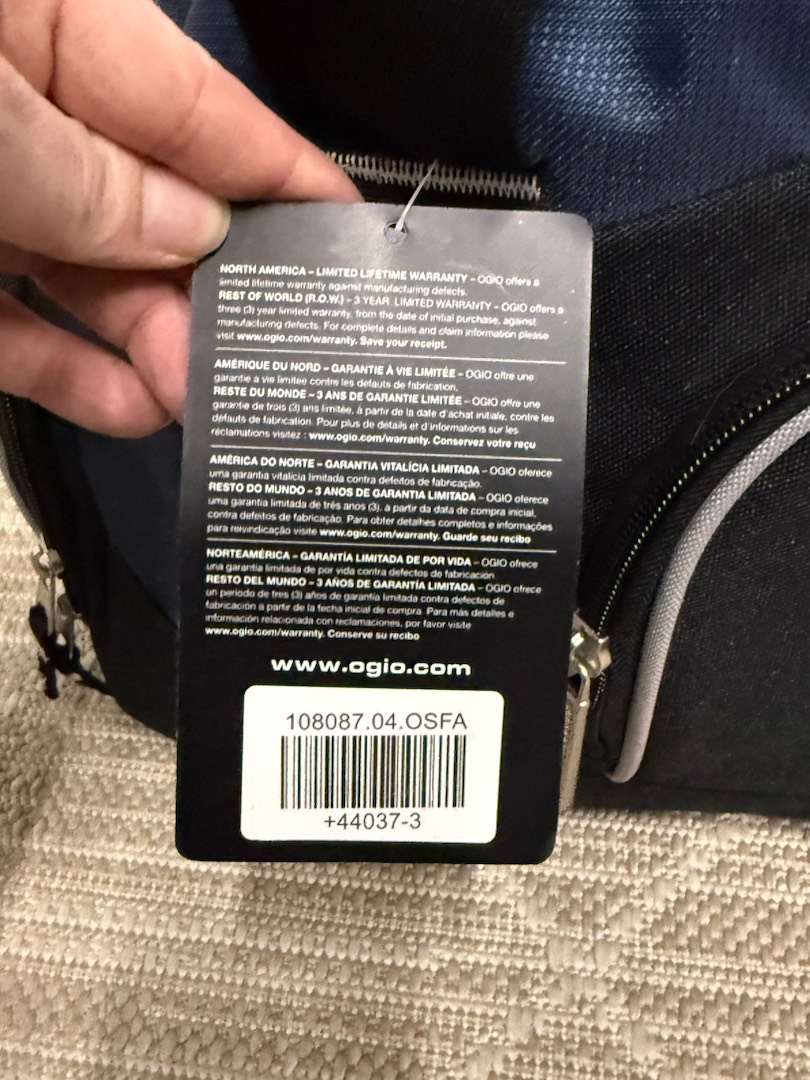 NORTH AMERICA – LIMITED LIFETIME WARRANTY – OGIO offers a
limited lifetime warranty against manufacturing defects.
REST OF WORLD (R.O.W.) – 3 YEAR LIMITED WARRANTY – OGIO offers a
three (3) year limited warranty, from the date of initial purchase, against
manufacturing defects. For complete details and claim information please
visit www.ogio.com/warranty. Save your receipt.
AMÉRIQUE DU NORD – GARANTIE À VIE LIMITÉE – OGIO offre une
garantie à vie limitée contre les défauts de fabrication.
RESTE DU MONDE – 3 ANS DE GARANTIE LIMITÉE – OGIO offre une
garantie de trois (3) ans limitée, à partir de la date d'achat initiale, contre les
défauts de fabrication. Pour plus de détails et d'informations sur les
réclamations visitez : www.ogio.com/warranty. Conservez votre reçu
AMÉRICA DO NORTE – GARANTIA VITALÍCIA LIMITADA – OGIO oferece
uma garantia vitalícia limitada contra defeitos de fabricação.
RESTO DO MUNDO – 3 ANOS DE GARANTIA LIMITADA – OGIO oferece
uma garantia limitada de três anos (3), a partir da data de compra inicial,
contra defeitos de fabricação. Para obter detalhes completos e informações
para reivindicação visite www.ogio.com/warranty. Guarde seu recibo
NORTEAMÉRICA – GARANTÍA LIMITADA DE POR VIDA – OGIO ofrece
una garantía limitada de por vida contra defectos de fabricación
RESTO DEL MUNDO – 3 AÑOS DE GARANTÍA LIMITADA – OGIO ofrece
un período de tres (3) años de garantía limitada contra defectos de
fabricación a partir de la fecha inicial de compra. Para más detalles e
información relacionada con reclamaciones, por favor visite
www.ogio.com/warranty. Conserve su recibo
www.ogio.com
108087.04.OSFA
+44037-3